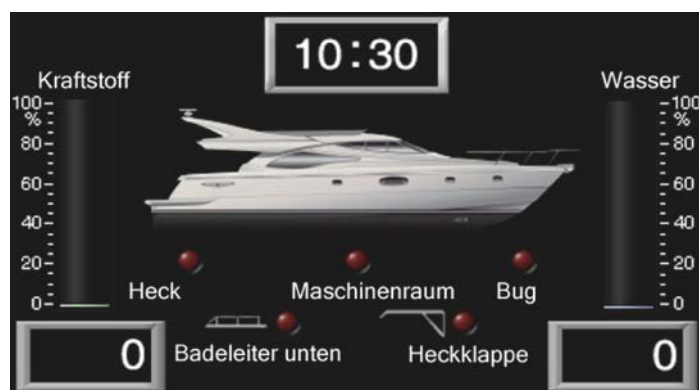 10:30
Kraftstoff
Wasser
100
%
80
60
40
20
0
100
%
80
60
40
20
0
Heck
Maschinenraum
Bug
Badeleiter unten
Heckklappe
0
0